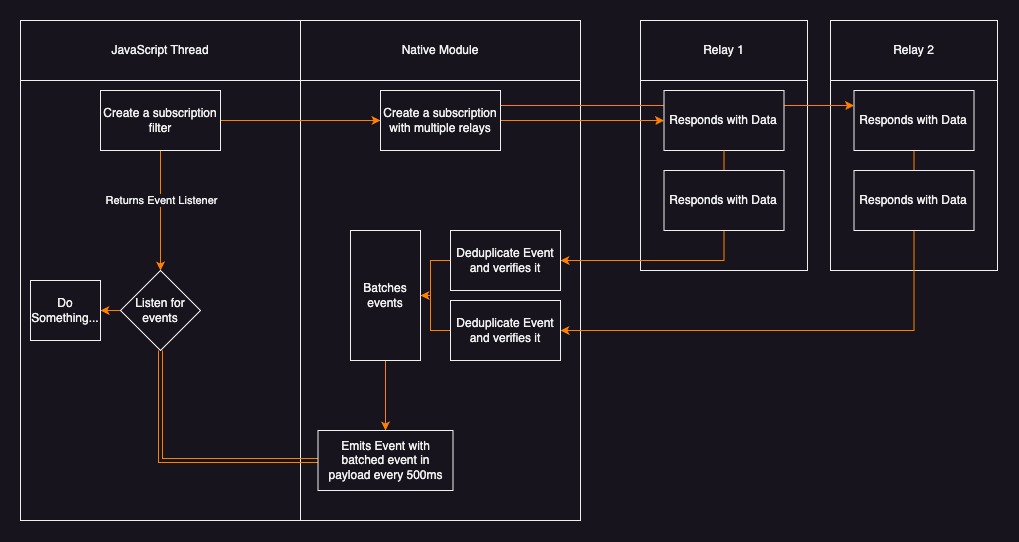 JavaScript Thread
Native Module
Relay 1
Relay 2
Create a subscription
filter
Create a subscription
with multiple relays
Responds with Data
Responds with Data
Returns Event Listener
Responds with Data
Responds with Data
Batches
events
Deduplicate Event
and verifies it
Deduplicate Event
and verifies it
Do
Something...
Listen for
events
Emits Event with
batched event in
payload every 500ms